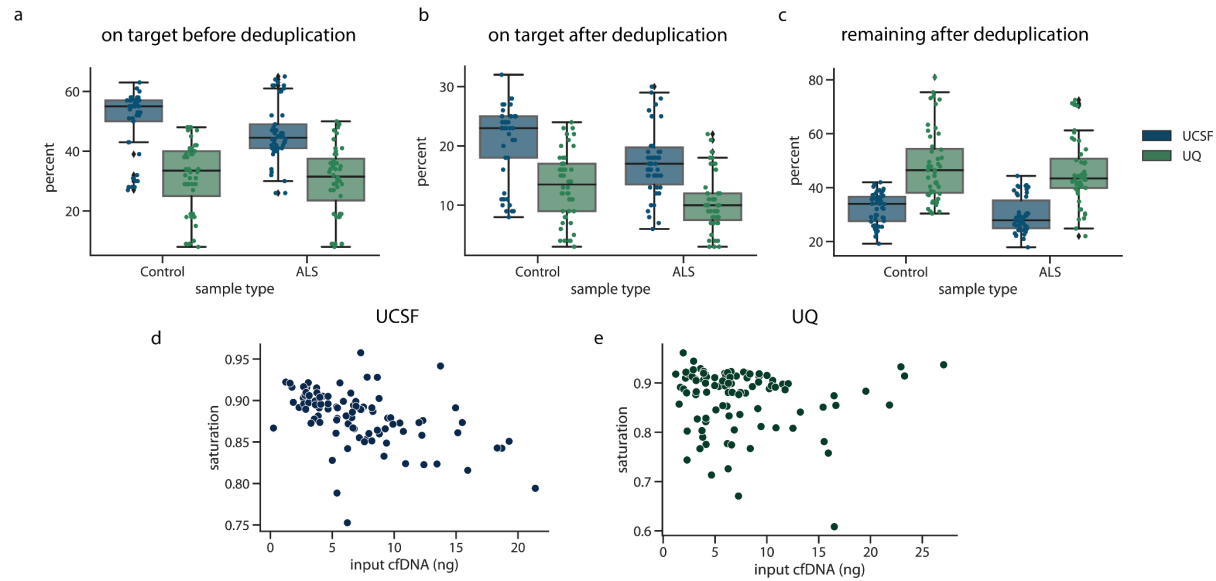 a
on target before deduplication
percent
60
40
20
Control
ALS
sample type
b
on target after deduplication
percent
30
20
10
Control
ALS
sample type
c
remaining after deduplication
percent
80
60
40
20
Control
ALS
sample type
UCSF
UQ
d
UCSF
saturation
0.95
0.90
0.85
0.80
0.75
0
5
10
15
20
input cfDNA (ng)
e
UQ
saturation
0.9
0.8
0.7
0.6
0
5
10
15
20
25
input cfDNA (ng)